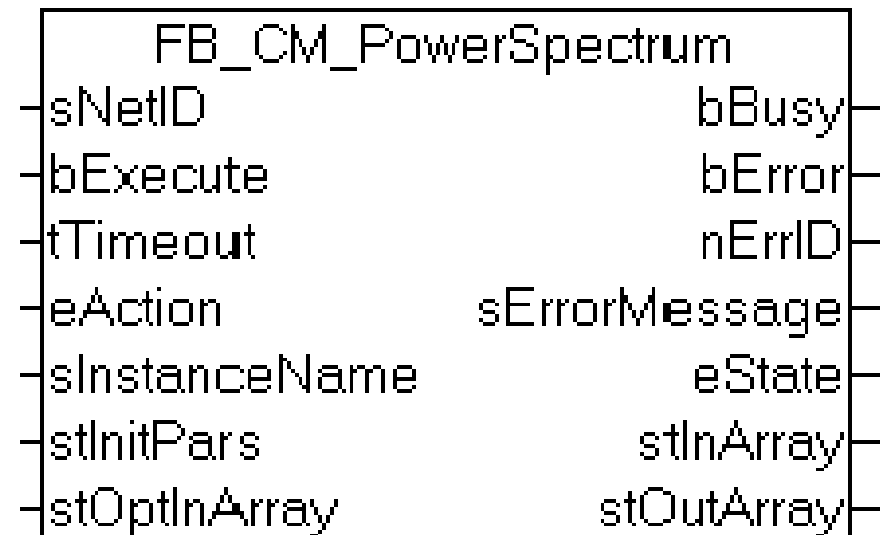 FB_CM_PowerSpectrum
sNetID bBusy
bExecute bError
tTimeout nErrID
eAction sErrorMessage
sInstanceName eState
stInitPars stInArray
stOptInArray stOutArray